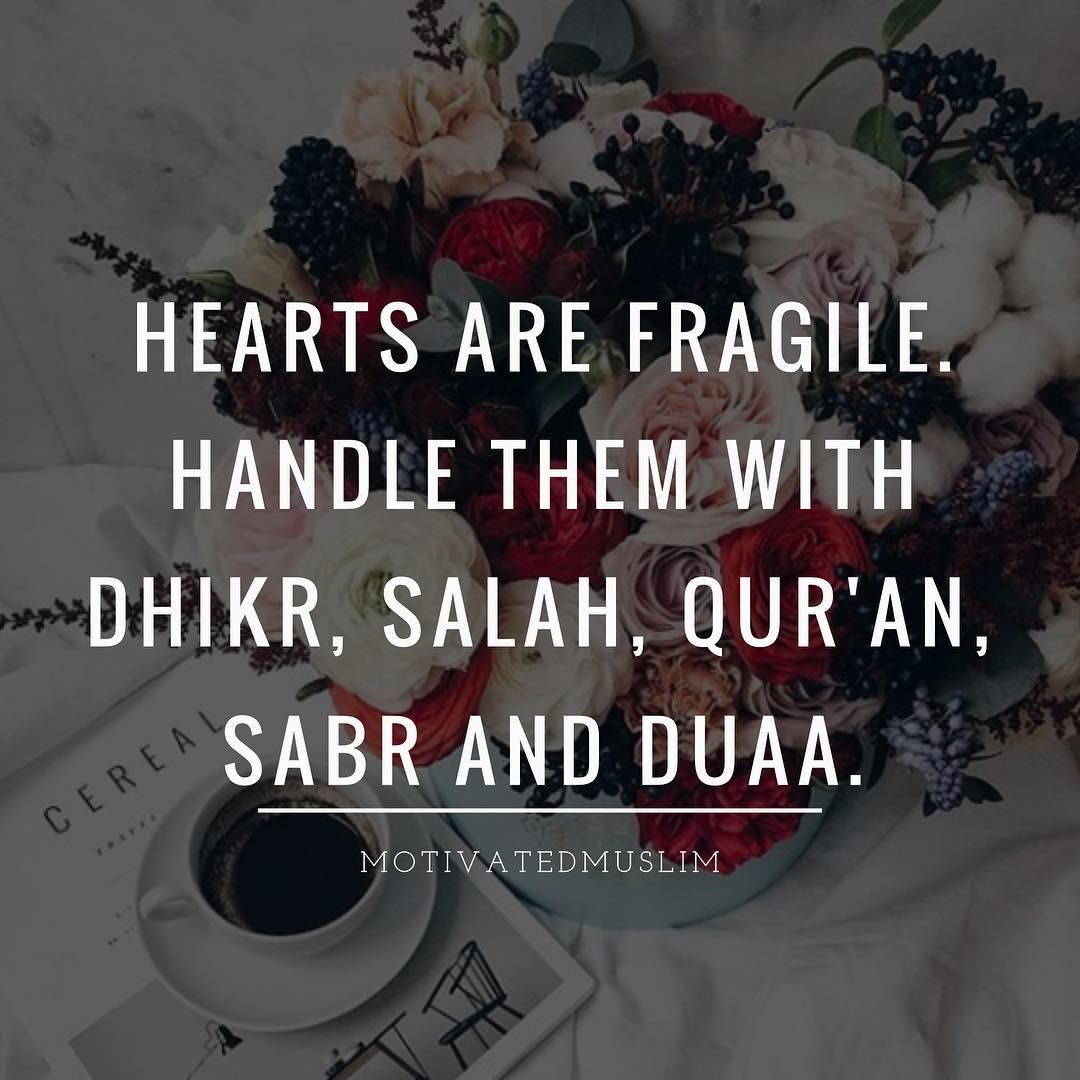 HEARTS ARE FRAGILE.
HANDLE THEM WITH
DHIKR, SALAH, QUR'AN,
SABR AND DUAA.
MOTIVATEDMUSLIM
CEREAL